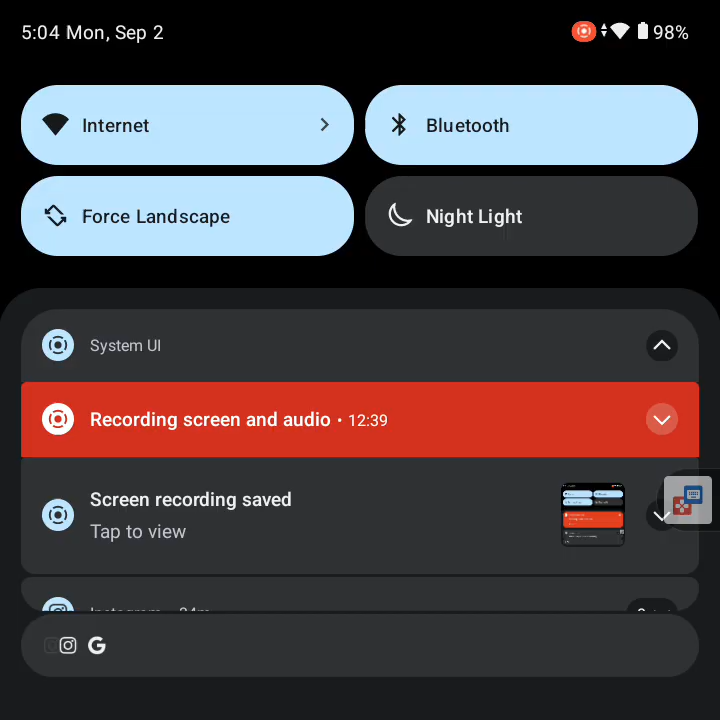 5:04 Mon, Sep 2 98%
Internet
Bluetooth
Force Landscape
Night Light
System UI
Recording screen and audio • 12:39
Screen recording saved
Tap to view